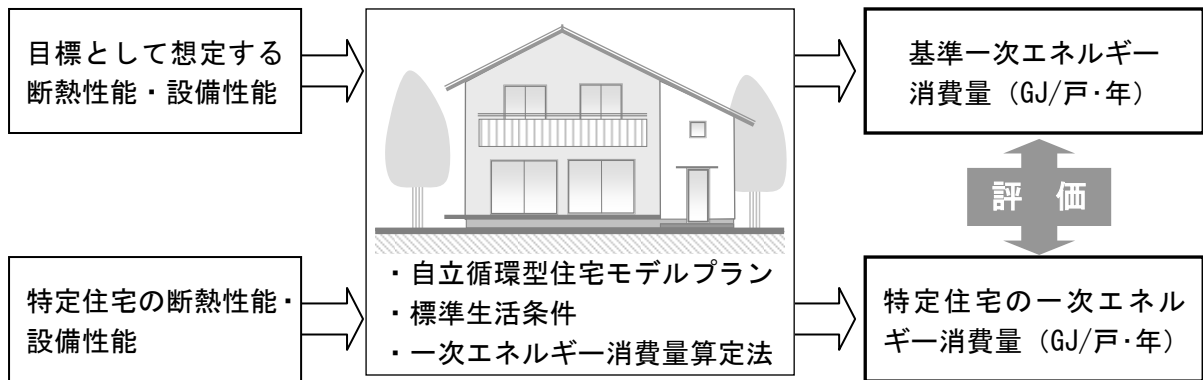 目標として想定する
断熱性能・設備性能
基準一次エネルギー
消費量（GJ/戸・年）
評　価
特定住宅の断熱性能・
設備性能
・自立循環型住宅モデルプラン
・標準生活条件
・一次エネルギー消費量算定法
特定住宅の一次エネル
ギー消費量（GJ/戸・年）